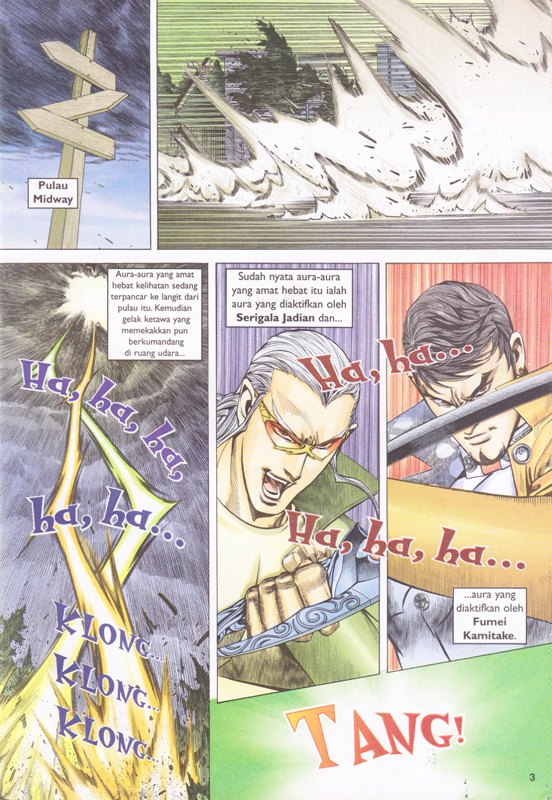 Pulau
Midway
Aura-aura yang amat
hebat kelihatan sedang
terpancar ke langit dari
pulau itu. Kemudian
gelak ketawa yang
memekakkan pun
berkumandang
di ruang udara...
Sudah nyata aura-aura
yang amat hebat itu ialah
aura yang diaktifkan oleh
Serigala Jadian dan...
Ha, ha, ha,
ha, ha...
Ha, ha...
Ha, ha, ha...
...aura yang
diaktifkan oleh
Fumei
Kamitake.
KLONG...
KLONG...
KLONG...
TANG!
3